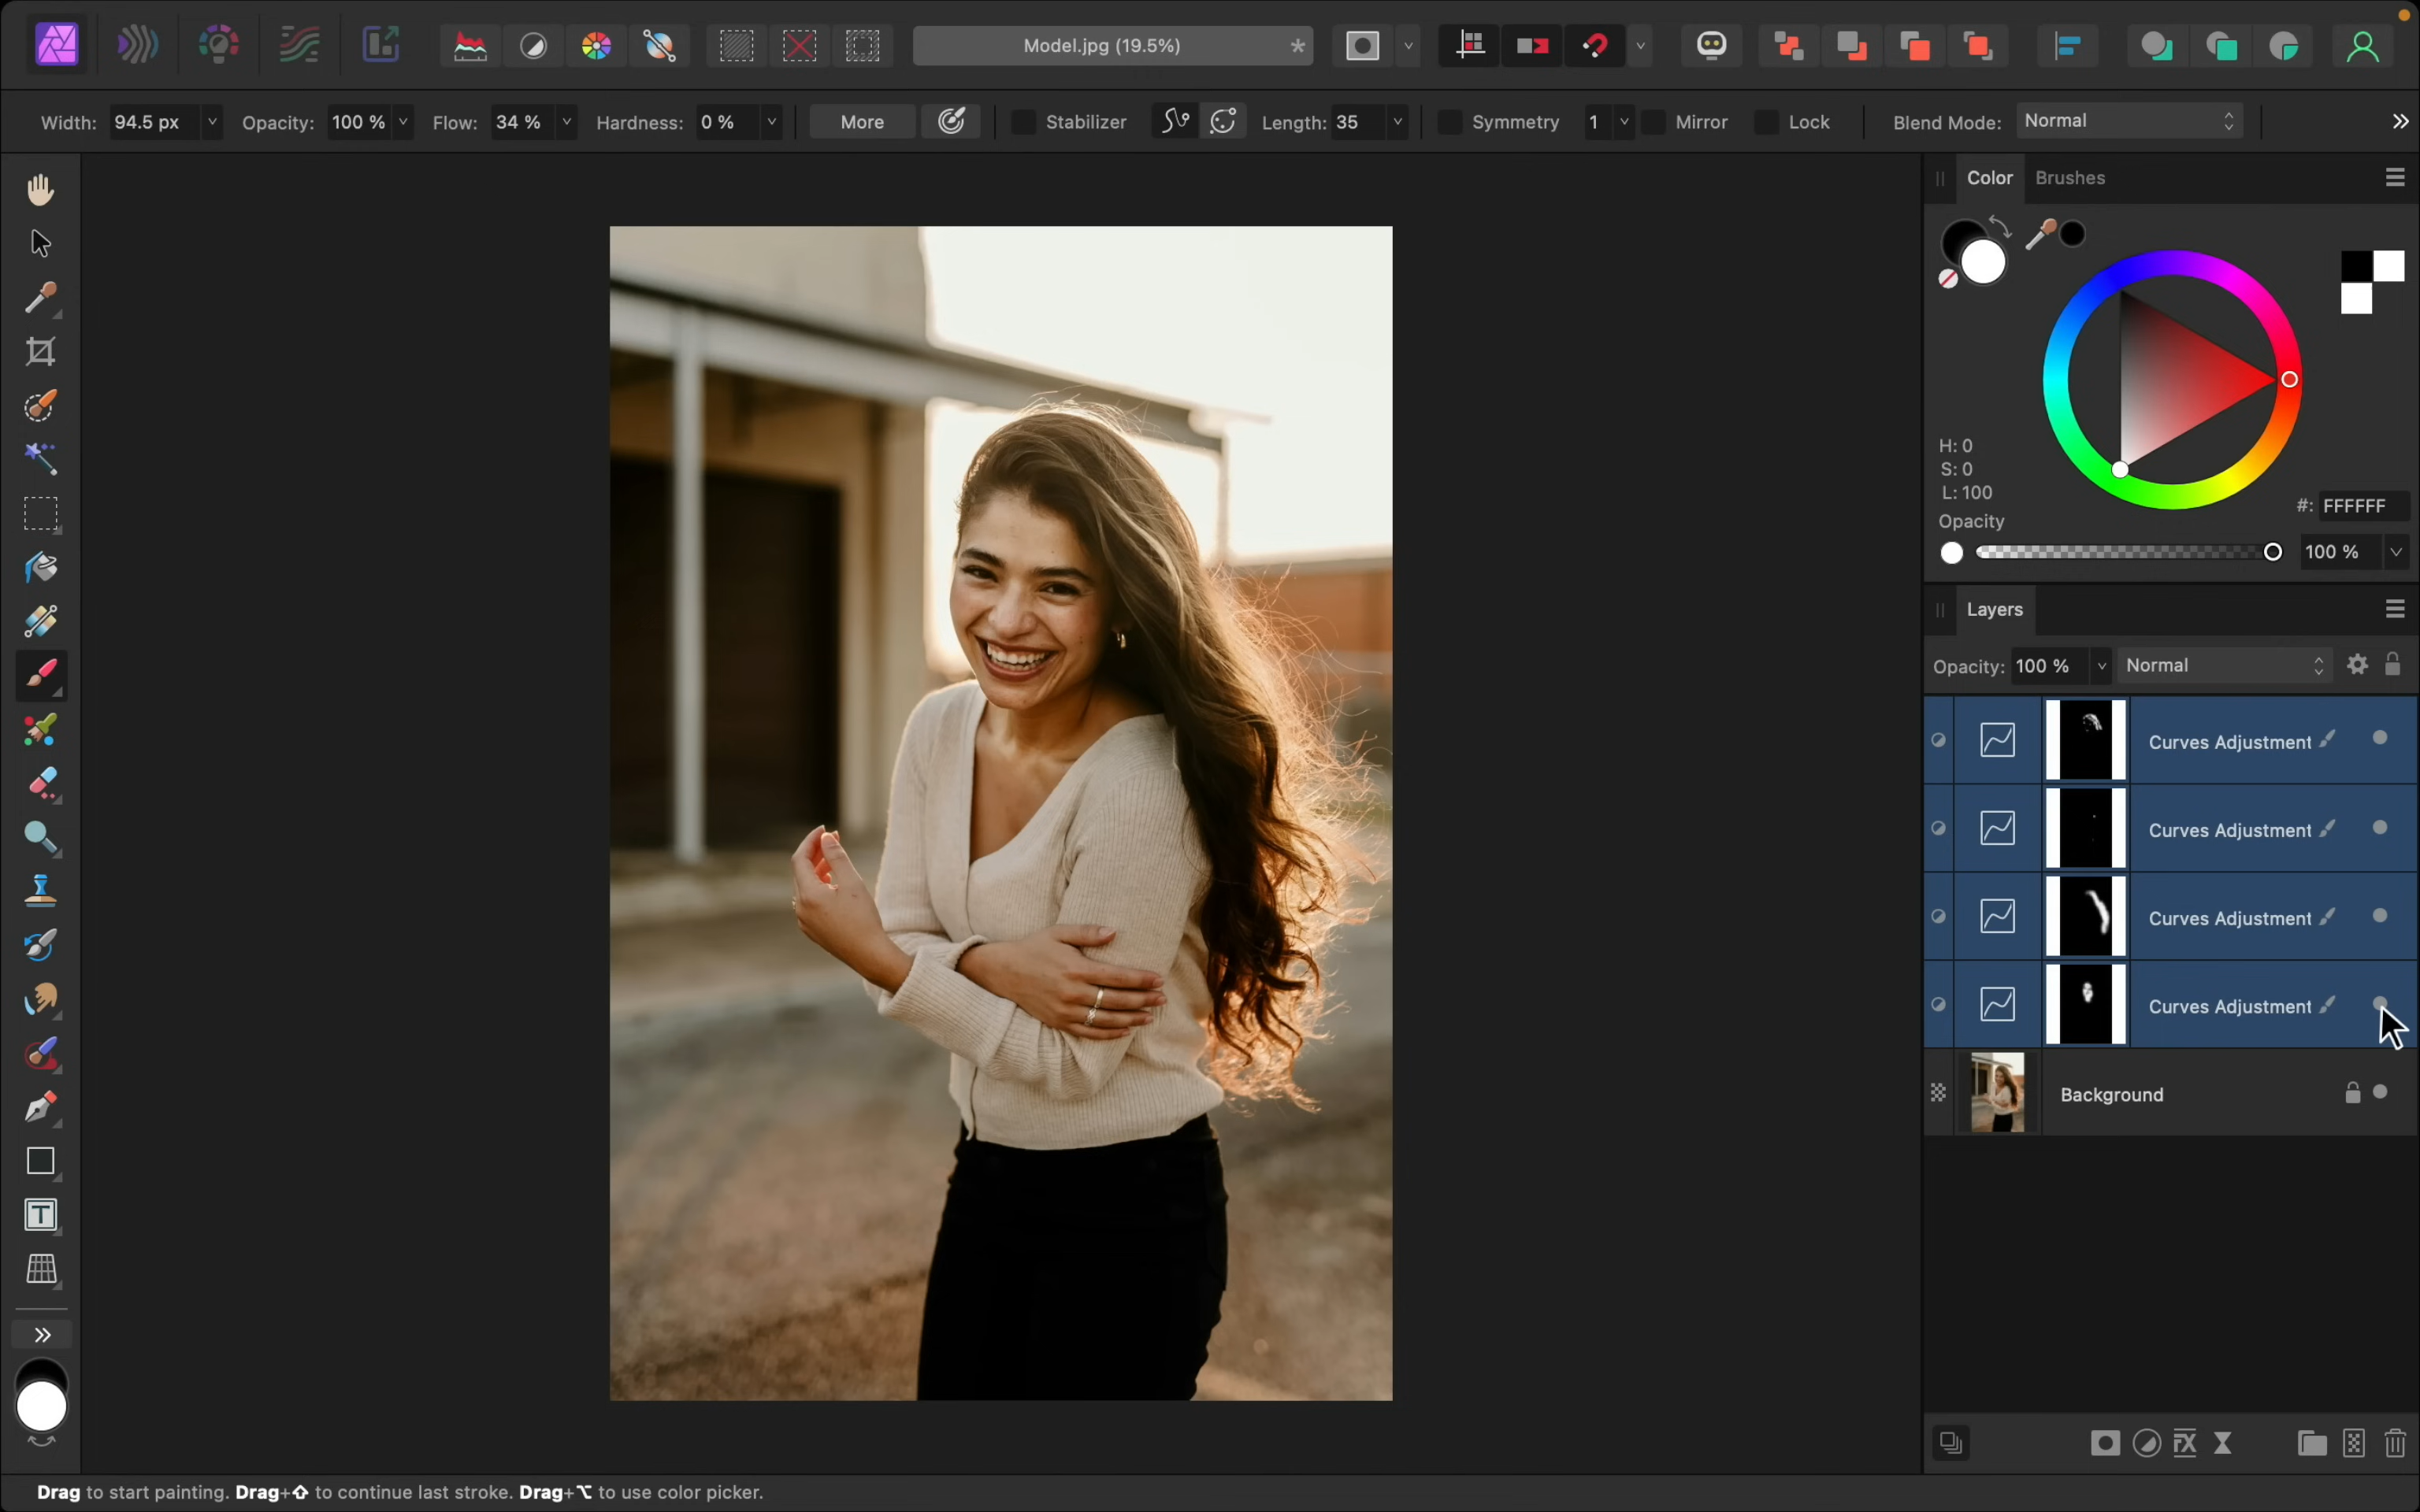 Model.jpg (19.5%)
*
Width: 94.5 px Opacity: 100 % Flow: 34 % Hardness: 0 % More Stabilizer Length: 35 Symmetry 1 Mirror Lock Blend Mode: Normal
Color Brushes
H: 0
S: 0
L: 100
#: FFFFFF
Opacity
100 %
Layers
Opacity: 100 % Normal
Curves Adjustment
Curves Adjustment
Curves Adjustment
Curves Adjustment
Background
T
FX
Drag to start painting. Drag+⇧ to continue last stroke. Drag+⌥ to use color picker.